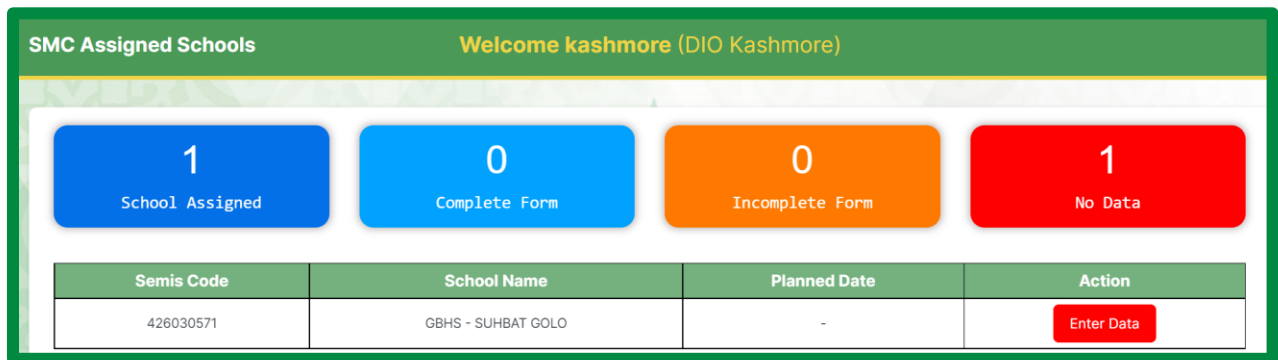 SMC Assigned Schools
Welcome kashmore (DIO Kashmore)
1
School Assigned
0
Complete Form
0
Incomplete Form
1
No Data
Semis Code School Name Planned Date Action
426030571 GBHS - SUHBAT GOLO - Enter Data